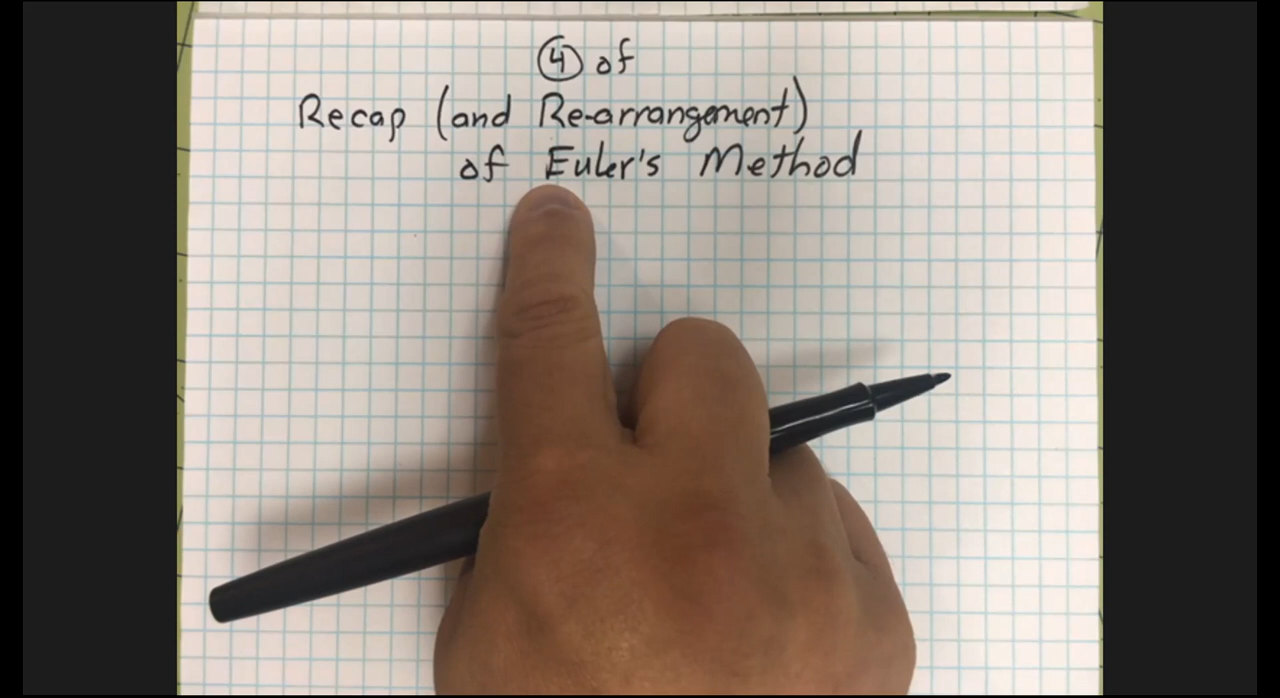 ④ of
Recap (and Re-arrangement)
of Euler's Method